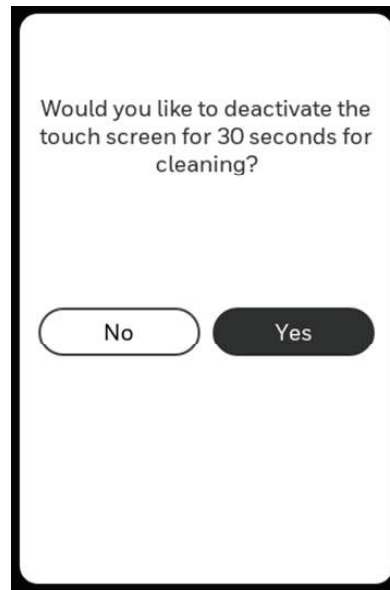 Would you like to deactivate the
touch screen for 30 seconds for
cleaning?
No
Yes